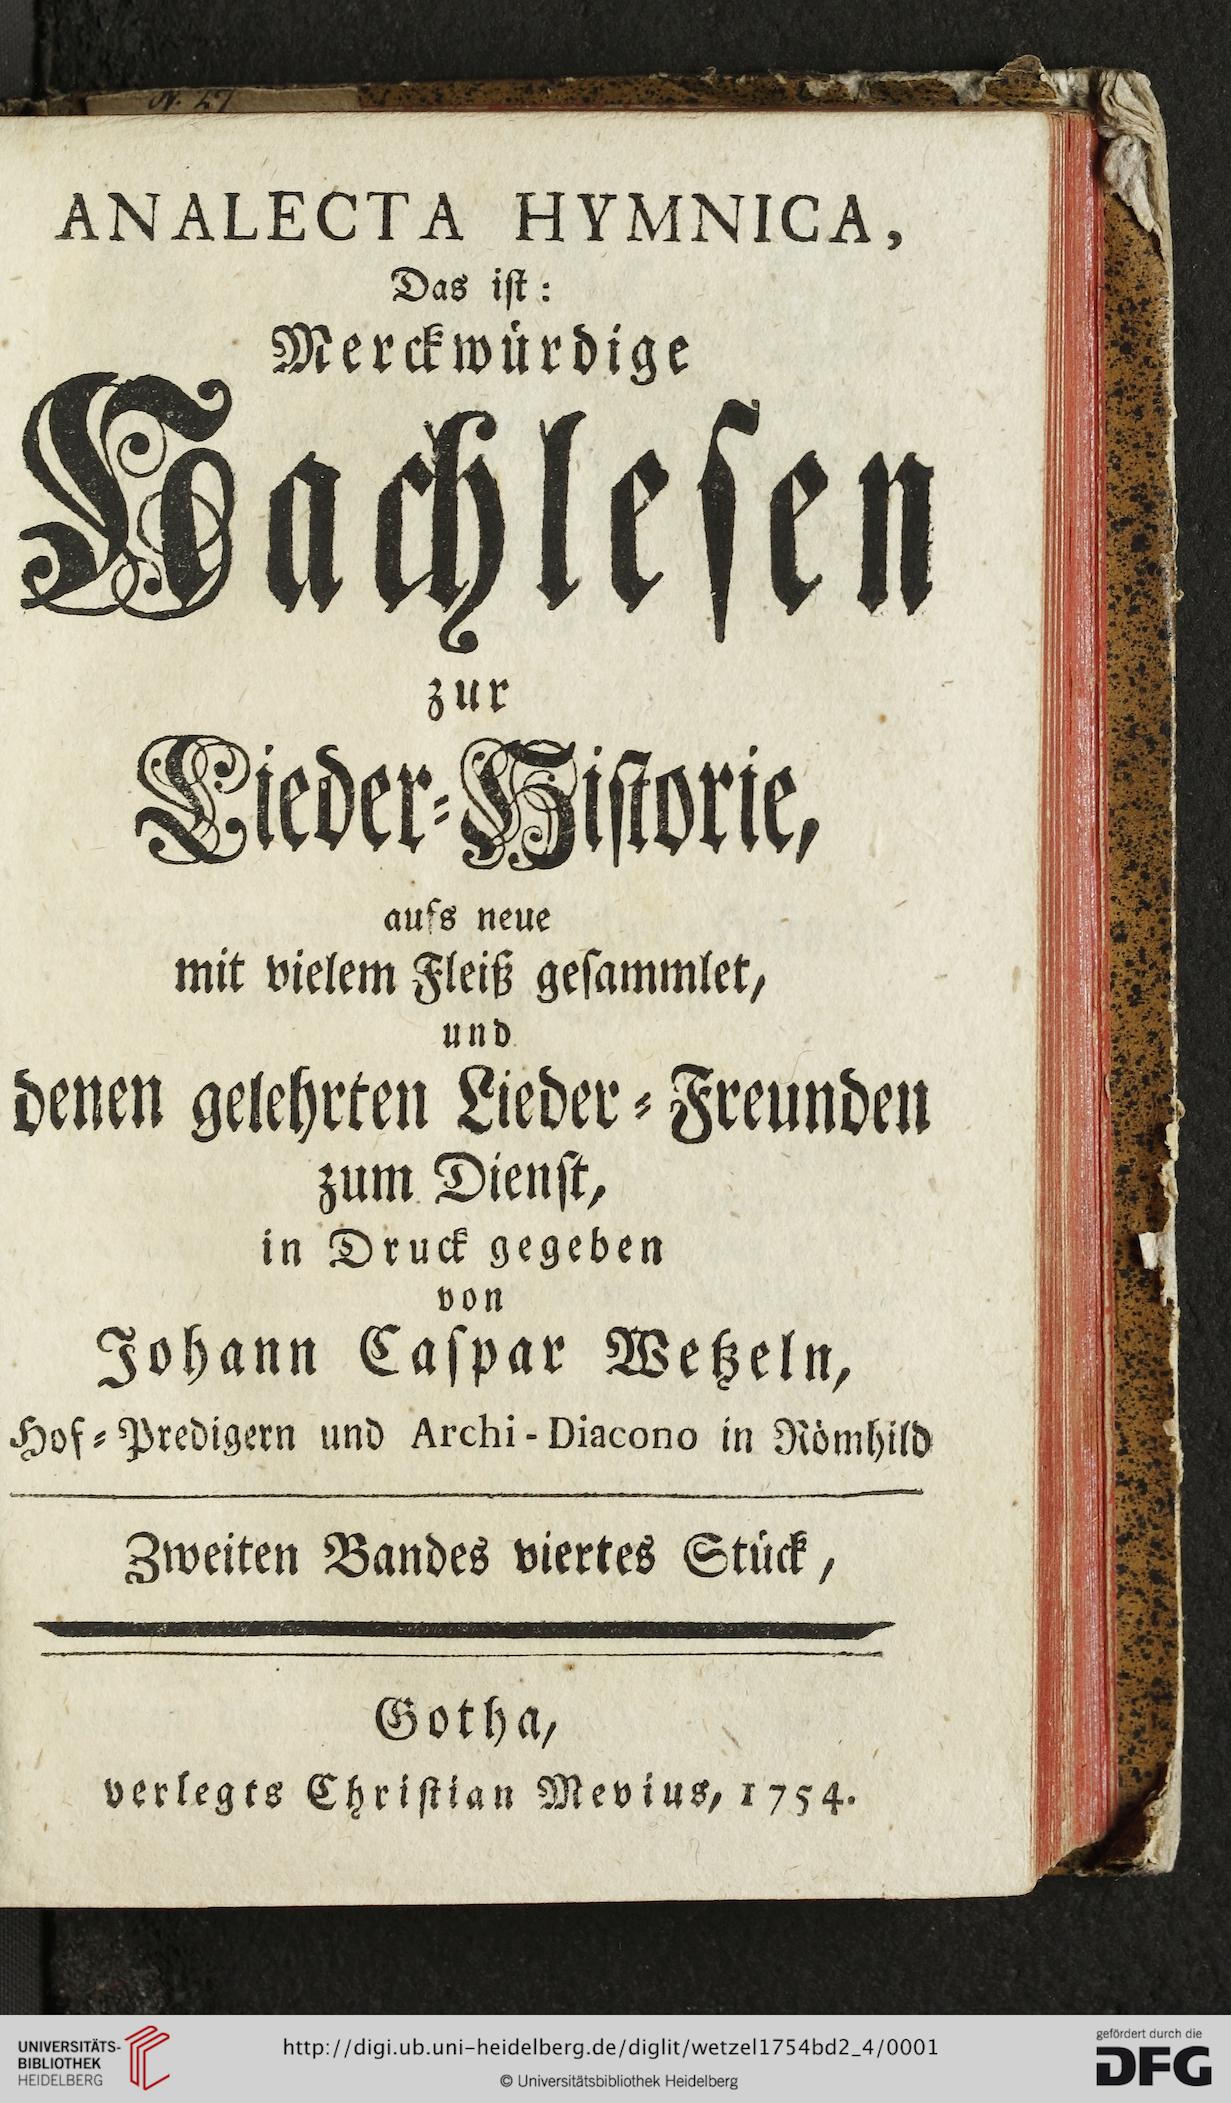 ANALECTA HYMNICA,
Das iſt:
Merckwürdige
Nachleſen
zur
Lieder-Hiſtorie,
aufs neue
mit vielem Fleiß geſammlet,
und
denen gelehrten Lieder-Freunden
zum Dienſt,
in Druck gegeben
von
Johann Caſpar Wetzeln,
Hof-Predigern und Archi-Diacono in Römhild
Zweiten Bandes viertes Stück,
Gotha,
verlegts Chriſtian Mevius, 1754.
UNIVERSITÄTS-
BIBLIOTHEK
HEIDELBERG
http://digi.ub.uni-heidelberg.de/diglit/wetzel1754bd2_4/0001
© Universitätsbibliothek Heidelberg
gefördert durch die
DFG